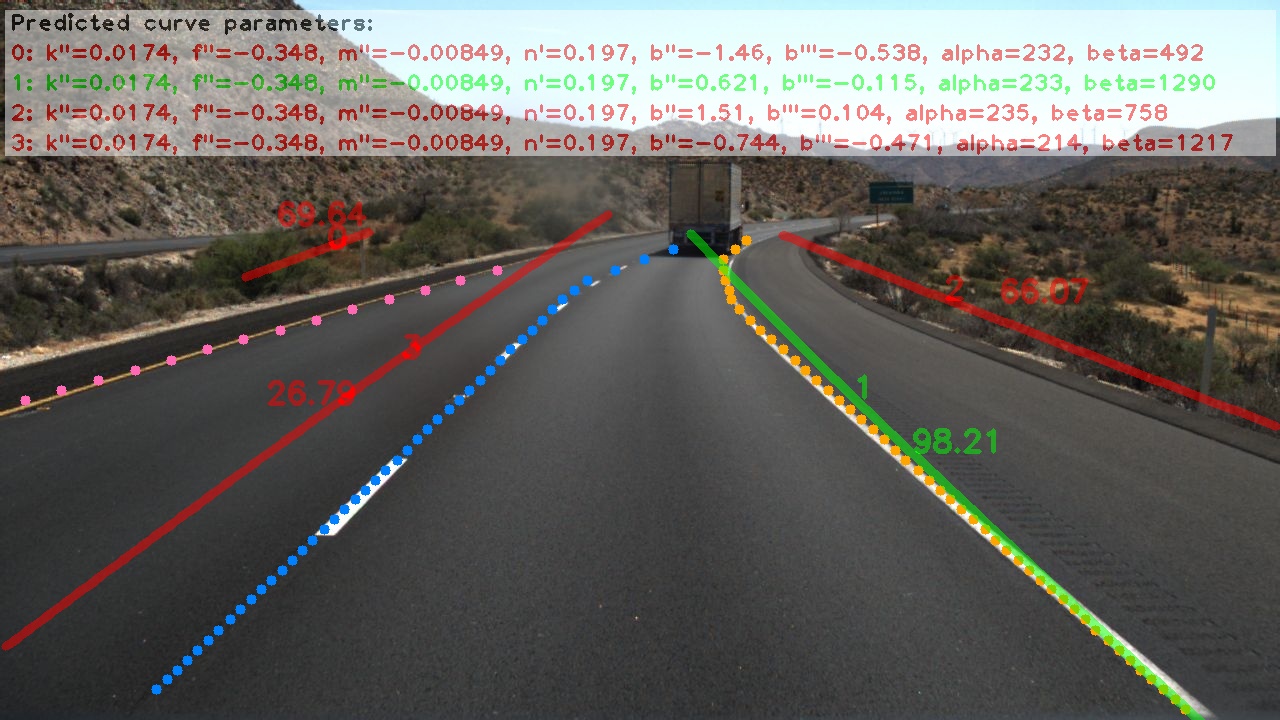 Predicted curve parameters:
0: k''=0.0174, f''=-0.348, m''=-0.00849, n'=0.197, b''=-1.46, b'''=-0.538, alpha=232, beta=492
1: k''=0.0174, f''=-0.348, m''=-0.00849, n'=0.197, b''=0.621, b'''=-0.115, alpha=233, beta=1290
2: k''=0.0174, f''=-0.348, m''=-0.00849, n'=0.197, b''=1.51, b'''=0.104, alpha=235, beta=758
3: k''=0.0174, f''=-0.348, m''=-0.00849, n'=0.197, b''=-0.744, b'''=-0.471, alpha=214, beta=1217
69.64
0
2 66.07
3
26.79
1
98.21